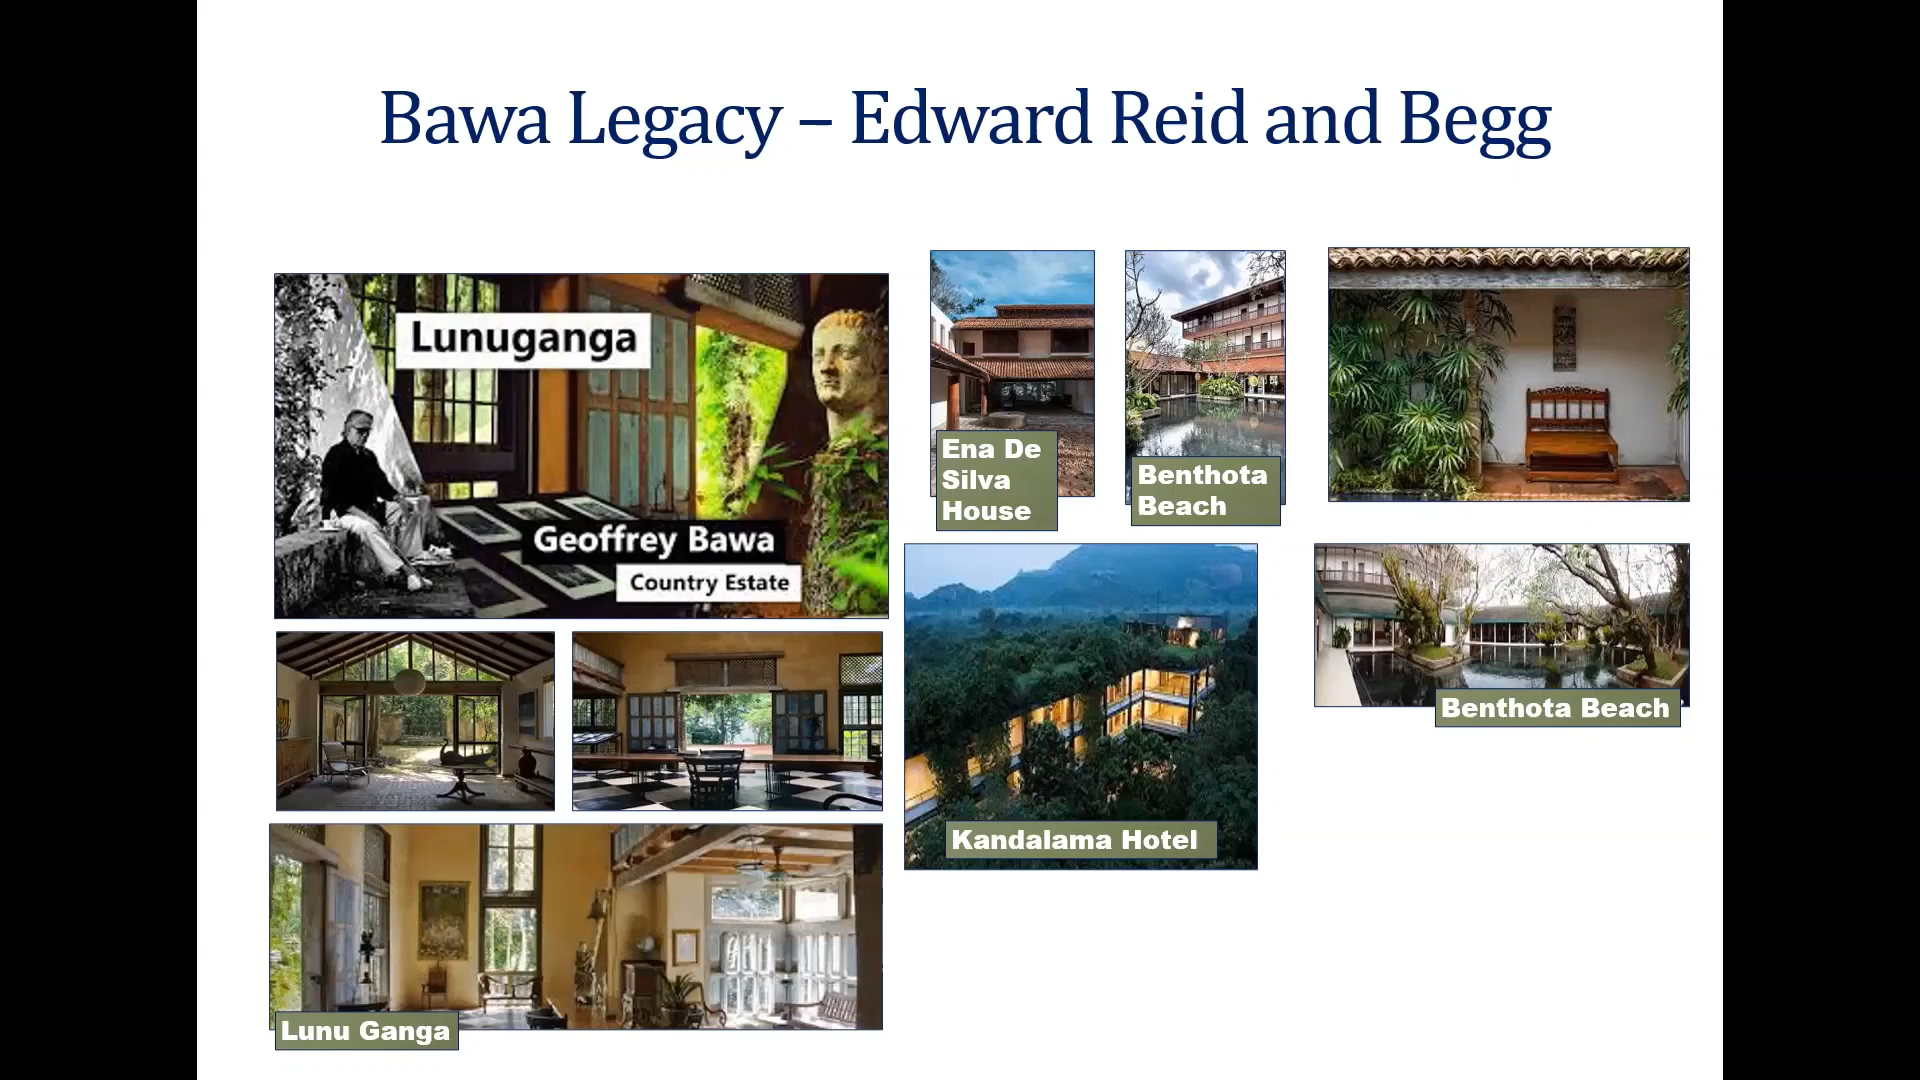 Bawa Legacy – Edward Reid and Begg
Lunuganga
Geoffrey Bawa
Country Estate
Ena De
Silva
House
Benthota
Beach
Kandalama Hotel
Benthota Beach
Lunu Ganga